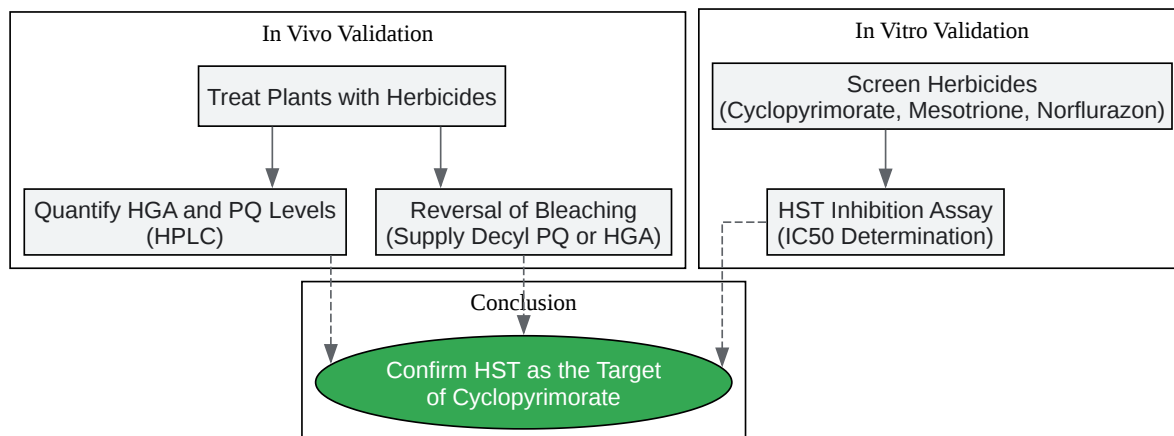 In Vivo Validation
Treat Plants with Herbicides
Quantify HGA and PQ Levels
(HPLC)
Reversal of Bleaching
(Supply Decyl PQ or HGA)
In Vitro Validation
Screen Herbicides
(Cyclopyrimorate, Mesotrione, Norflurazon)
HST Inhibition Assay
(IC50 Determination)
Conclusion
Confirm HST as the Target
of Cyclopyrimorate